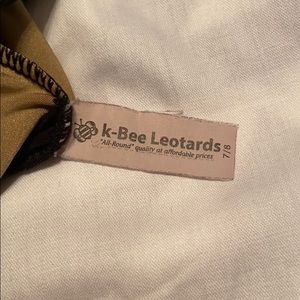 k-Bee Leotards
"All-Round" quality at affordable prices
7/8